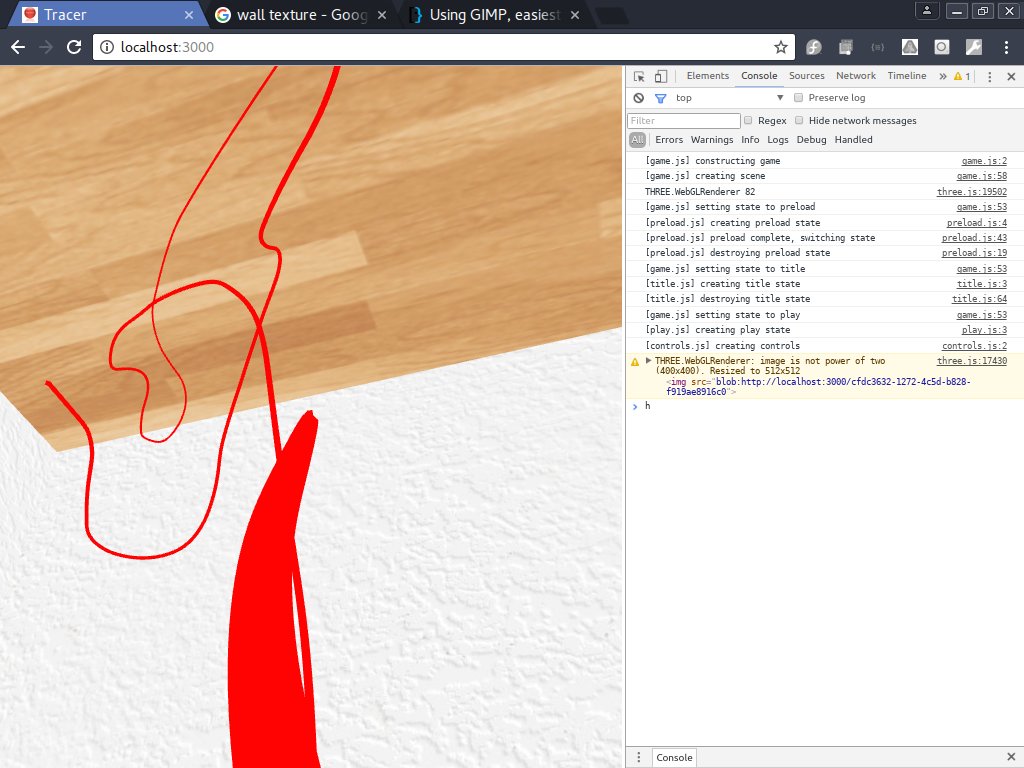 Tracer
wall texture - Goog
Using GIMP, easiest
localhost:3000
Elements Console Sources Network Timeline » 1
top Preserve log
Filter Regex Hide network messages
All Errors Warnings Info Logs Debug Handled
[game.js] constructing game game.js:2
[game.js] creating scene game.js:58
THREE.WebGLRenderer 82 three.js:19502
[game.js] setting state to preload game.js:53
[preload.js] creating preload state preload.js:4
[preload.js] preload complete, switching state preload.js:43
[preload.js] destroying preload state preload.js:19
[game.js] setting state to title game.js:53
[title.js] creating title state title.js:3
[title.js] destroying title state title.js:64
[game.js] setting state to play game.js:53
[play.js] creating play state play.js:3
[controls.js] creating controls controls.js:2
THREE.WebGLRenderer: image is not power of two three.js:17430
(400x400). Resized to 512x512
<img src="blob:http://localhost:3000/cfdc3632-1272-4c5d-b828-
f919ae8916c0">
h
Console